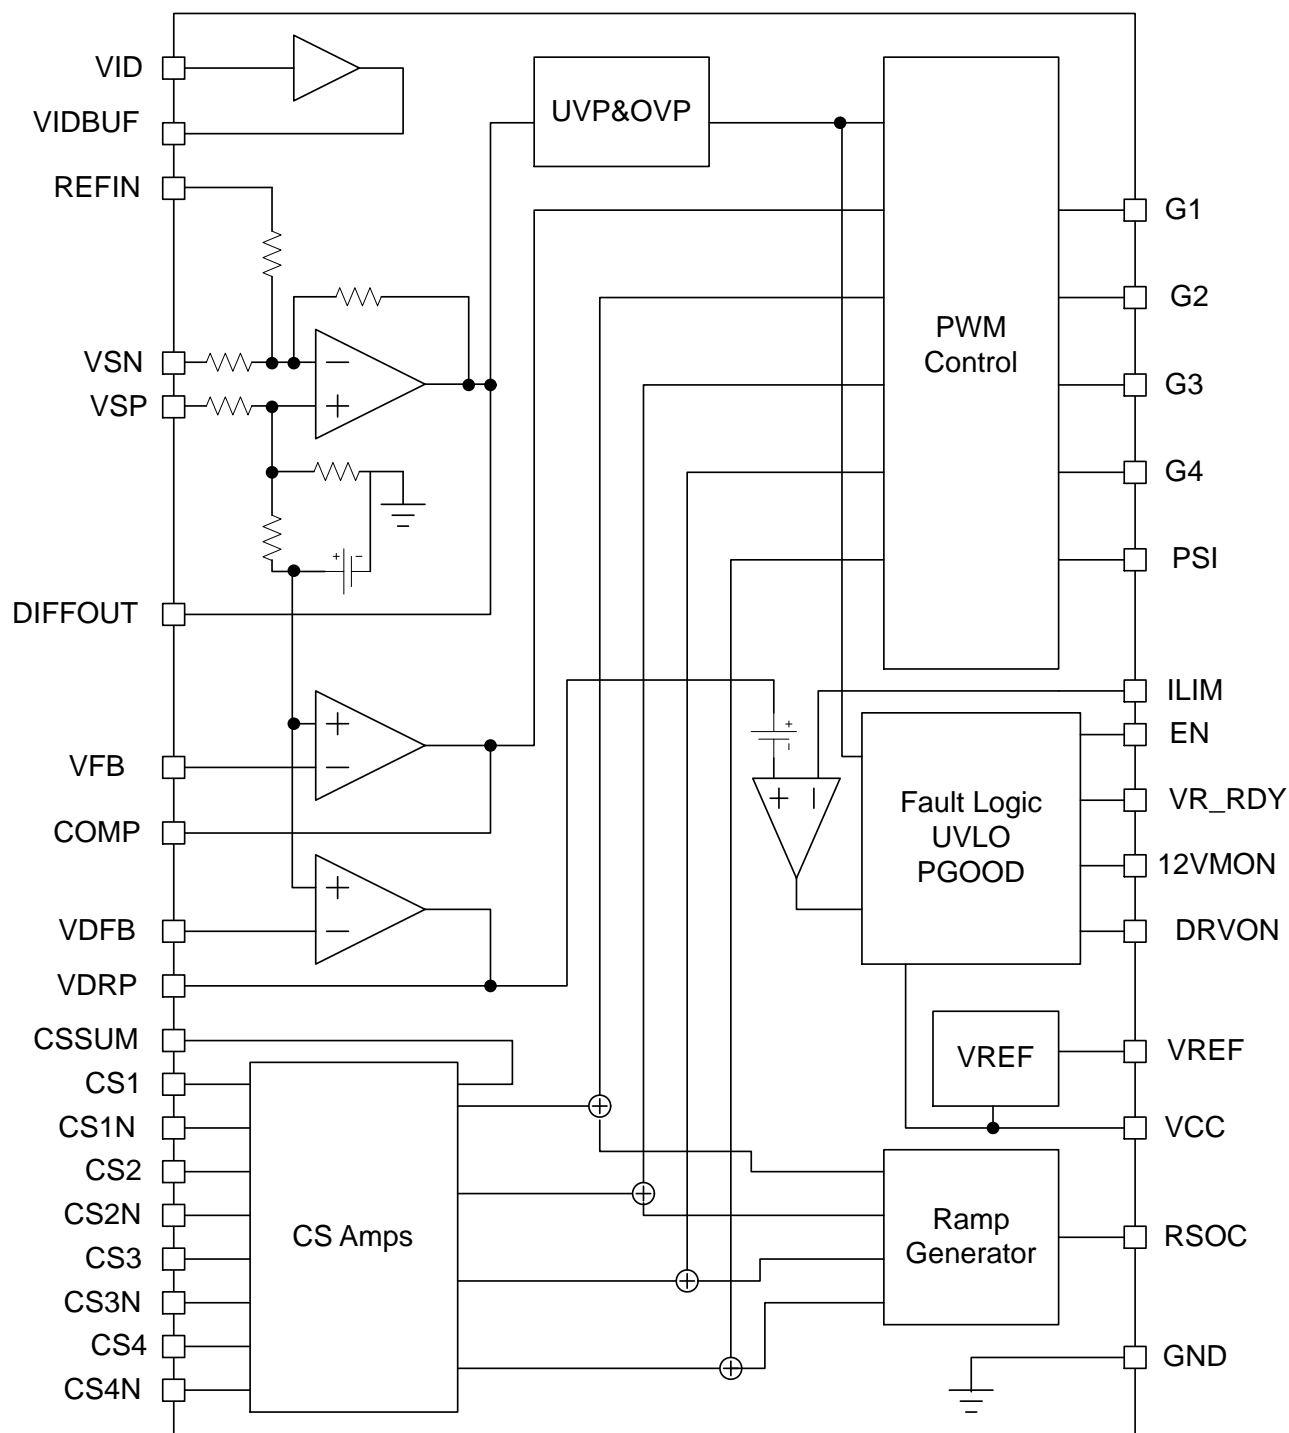 VID
VIDBUF
REFIN
VSN
VSP
DIFFOUT
VFB
COMP
VDFB
VDRP
CSSUM
CS1
CS1N
CS2
CS2N
CS3
CS3N
CS4
CS4N
UVP&OVP
PWM
Control
+
-
−
+
+
−
+
−
+
-
+
−
Fault Logic
UVLO
PGOOD
VREF
CS Amps
Ramp
Generator
G1
G2
G3
G4
PSI
ILIM
EN
VR_RDY
12VMON
DRVON
VREF
VCC
RSOC
GND